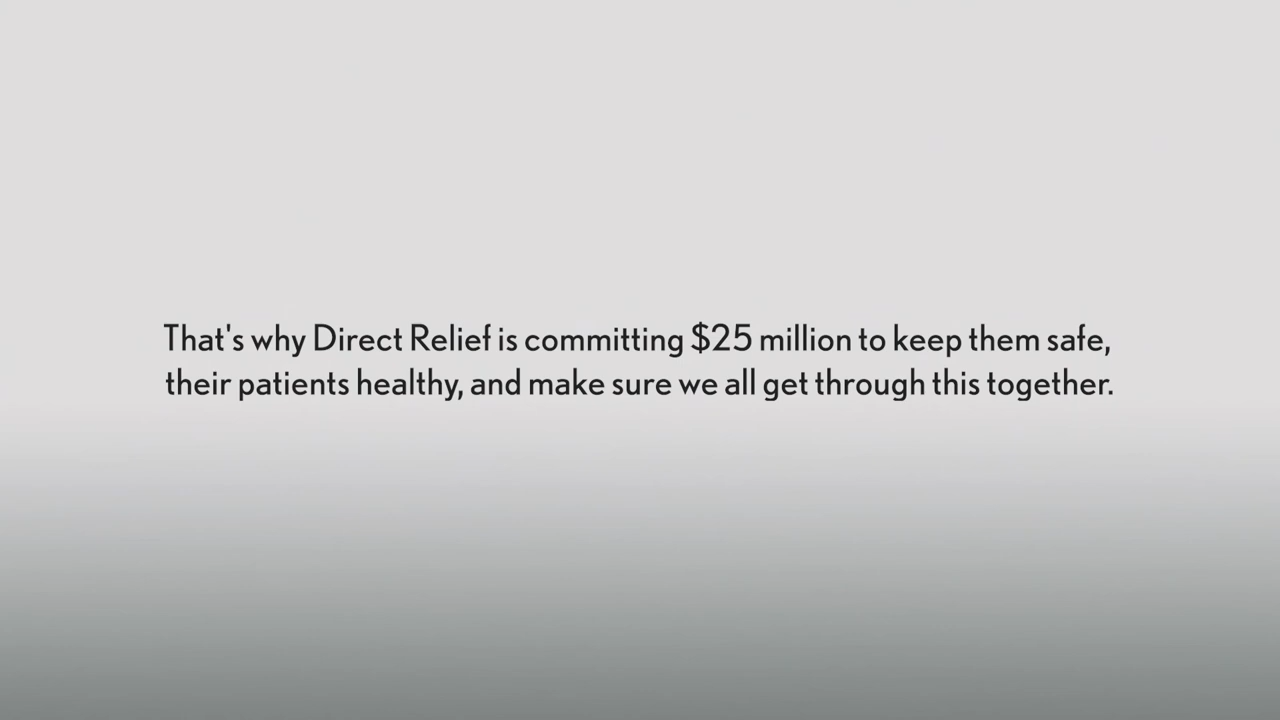 That's why Direct Relief is committing $25 million to keep them safe,
their patients healthy, and make sure we all get through this together.